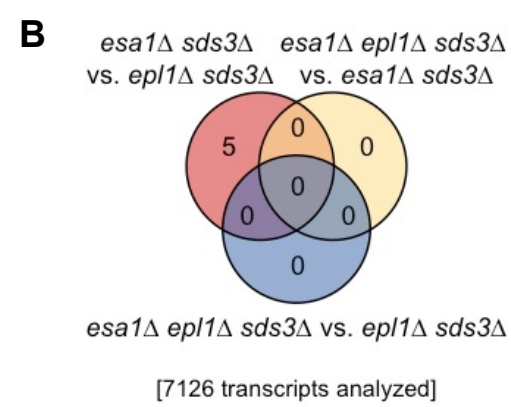 B
esa1Δ sds3Δ esa1Δ epl1Δ sds3Δ
vs. epl1Δ sds3Δ vs. esa1Δ sds3Δ
0
5 0
0
0 0
0
esa1Δ epl1Δ sds3Δ vs. epl1Δ sds3Δ
[7126 transcripts analyzed]